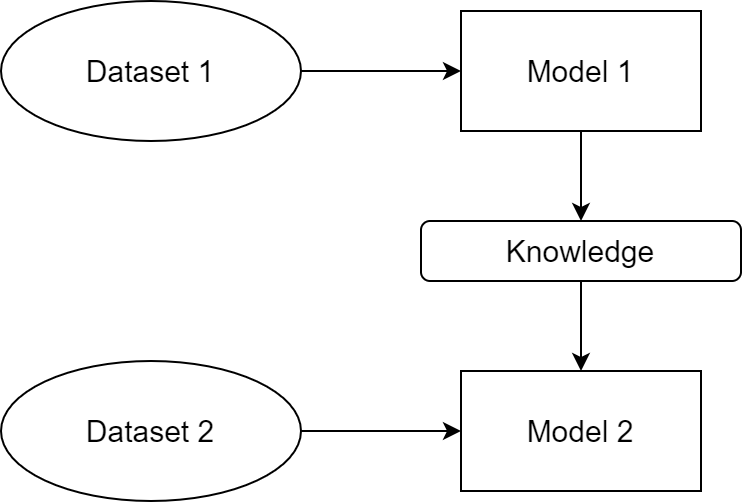 Dataset 1
Model 1
Knowledge
Dataset 2
Model 2